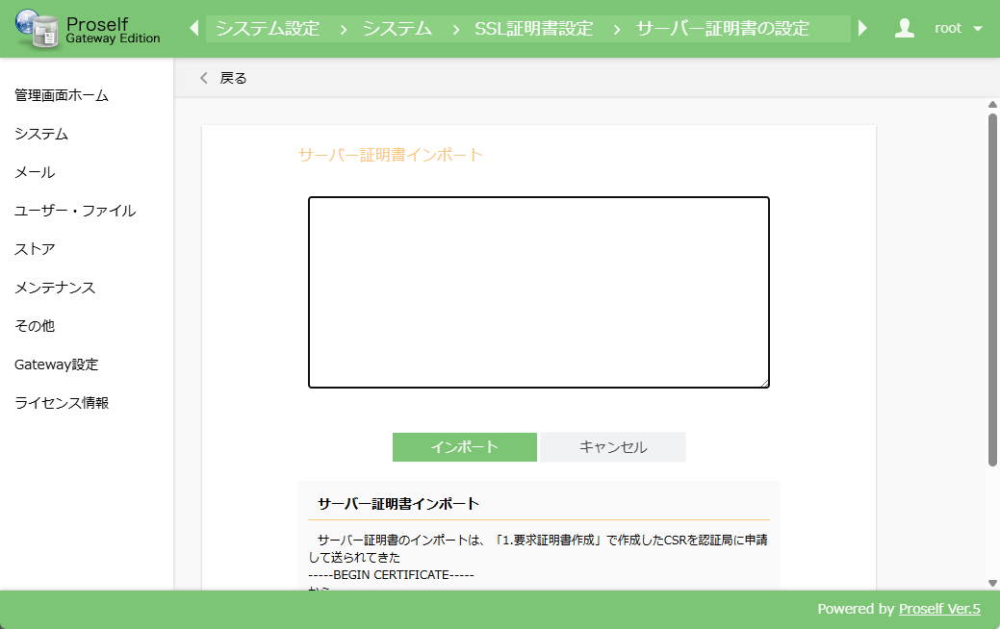 Proself
Gateway Edition
システム設定 システム SSL証明書設定 サーバー証明書の設定
root
戻る
管理画面ホーム
システム
メール
ユーザー・ファイル
ストア
メンテナンス
その他
Gateway設定
ライセンス情報
サーバー証明書インポート
インポート キャンセル
サーバー証明書インポート
サーバー証明書のインポートは、「1.要求証明書作成」で作成したCSRを認証局に申請
して送られてきた
-----BEGIN CERTIFICATE-----
から
Powered by Proself Ver.5